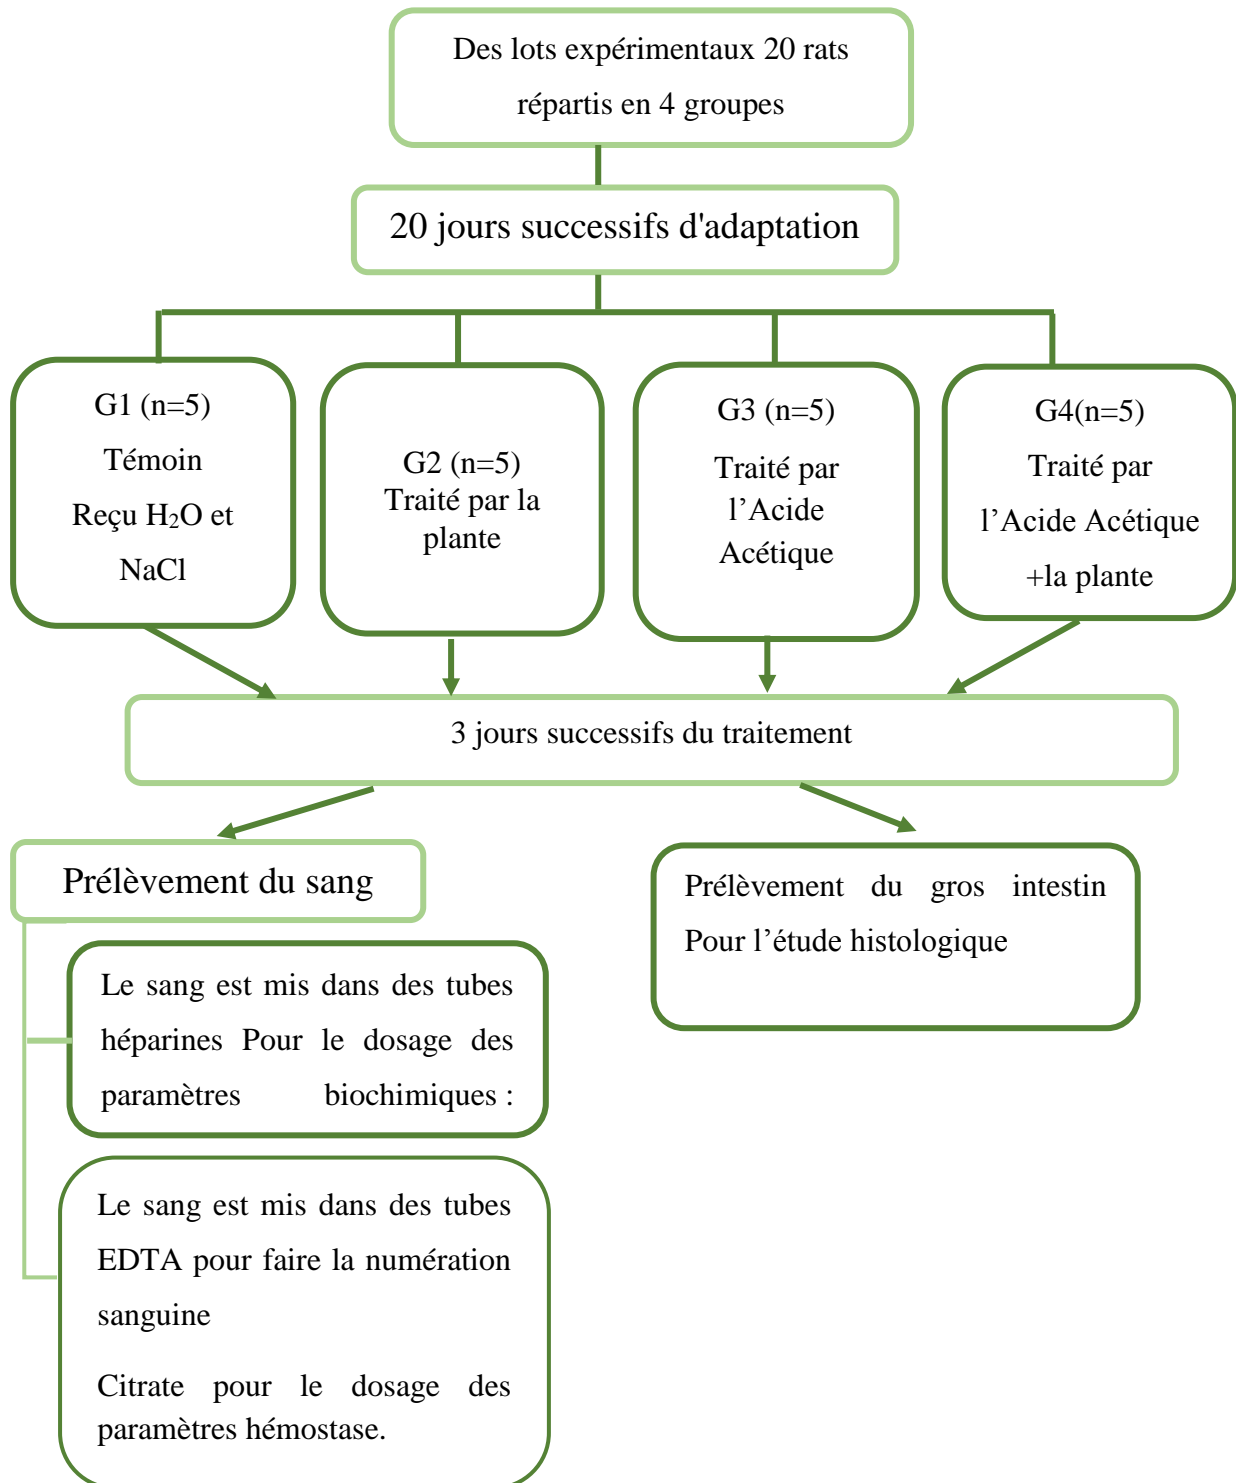 Des lots expérimentaux 20 rats
répartis en 4 groupes
20 jours successifs d'adaptation
G1 (n=5)
Témoin
Reçu H₂O et
NaCl
G2 (n=5)
Traité par la
plante
G3 (n=5)
Traité par
l’Acide
Acétique
G4(n=5)
Traité par
l’Acide Acétique
+la plante
3 jours successifs du traitement
Prélèvement du sang
Le sang est mis dans des tubes
héparines Pour le dosage des
paramètres biochimiques :
Le sang est mis dans des tubes
EDTA pour faire la numération
sanguine
Citrate pour le dosage des
paramètres hémostase.
Prélèvement du gros intestin
Pour l’étude histologique